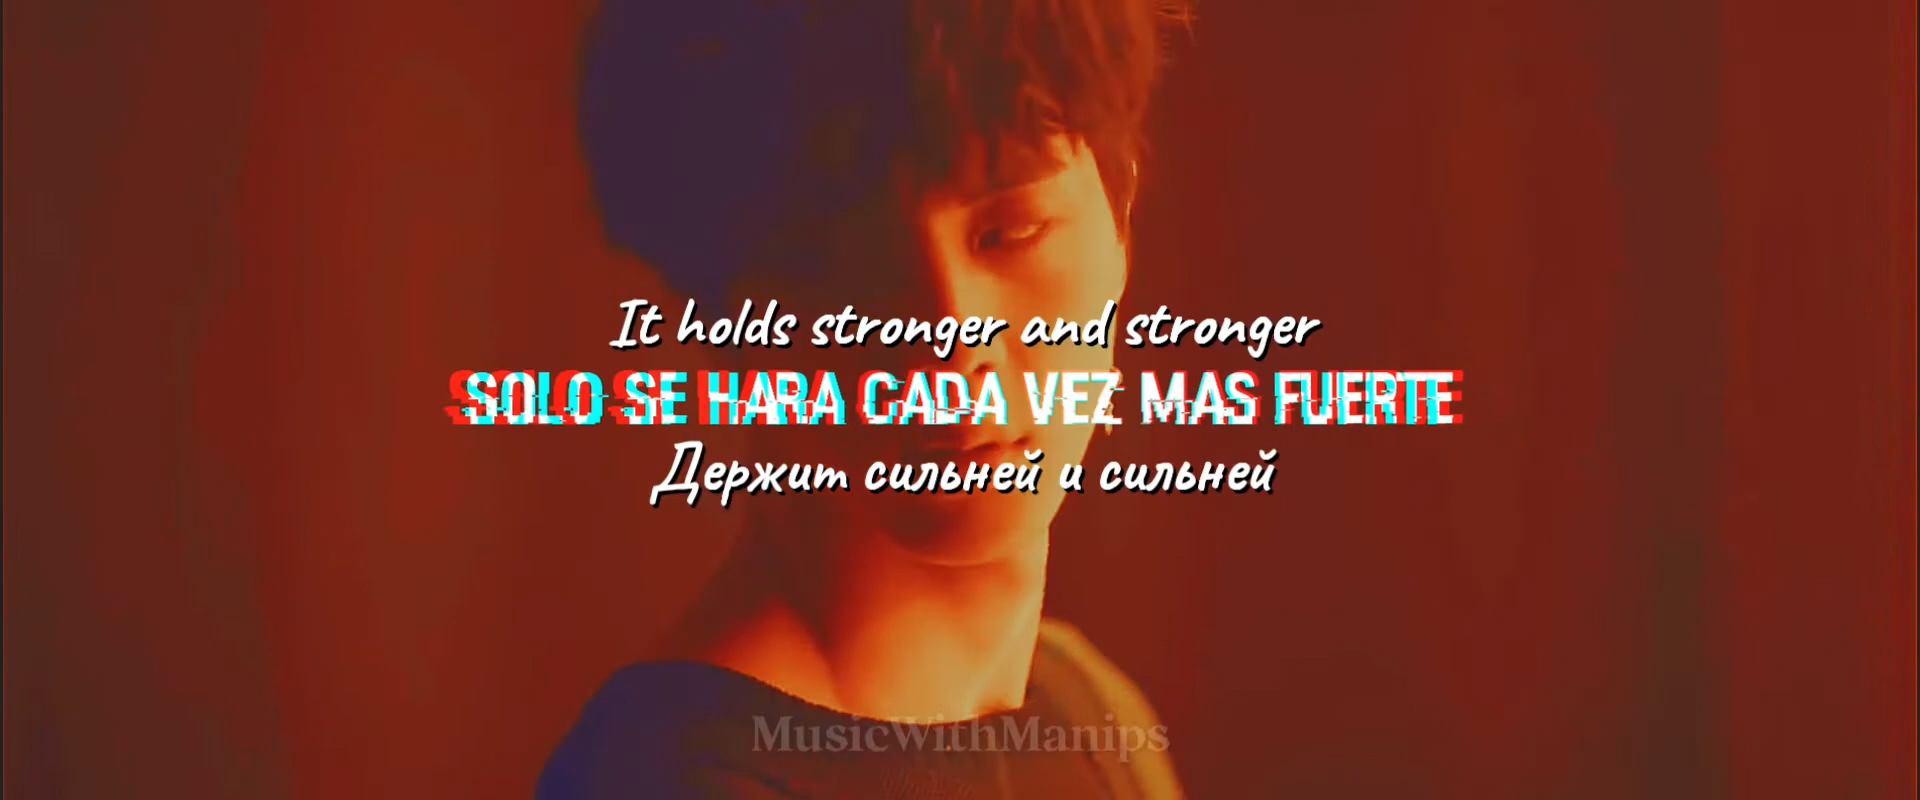 It holds stronger and stronger
SOLO SE HARA CADA VEZ MAS FUERTE
Держит сильней и сильней
MusicWithManips